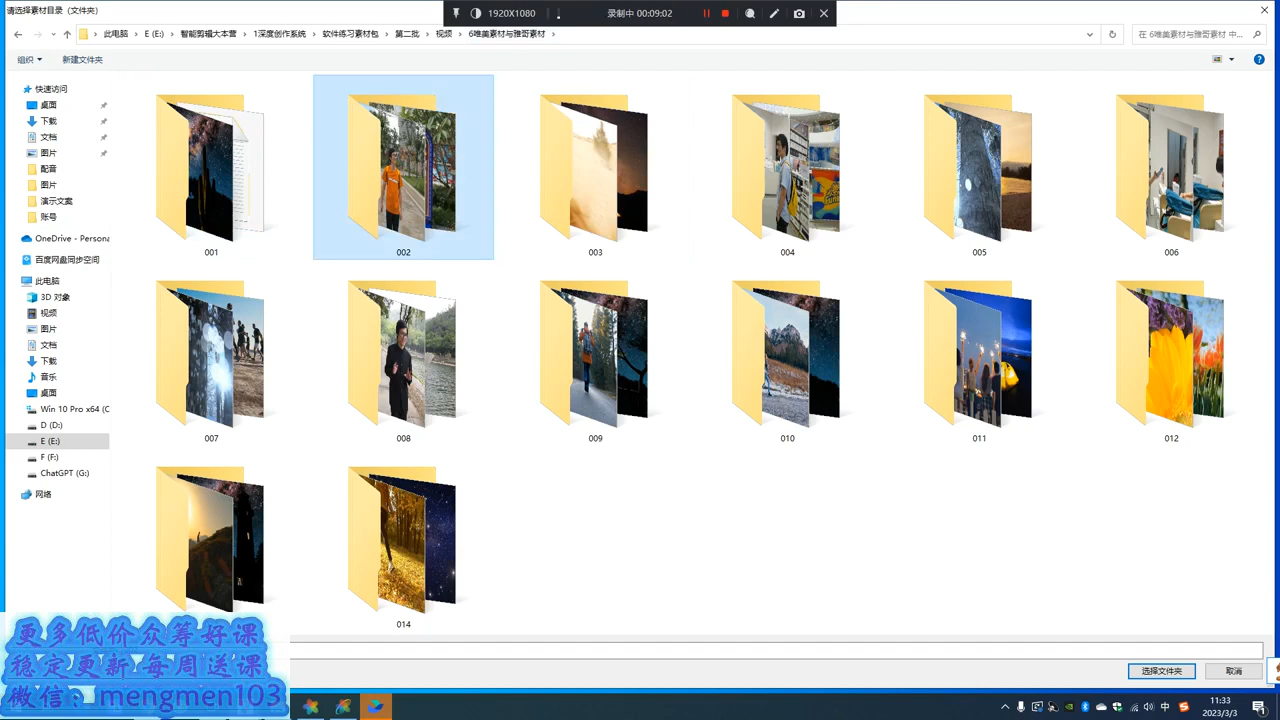 请选择素材目录（文件夹）
1920X1080
录制中 00:09:02
此电脑 › E (E:) › 智能剪辑大本营 › 1深度创作系统 › 软件练习素材包 › 第二批 › 视频 › 6唯美素材与雅哥素材 ›
在 6唯美素材与雅哥素材 中...
组织 新建文件夹
快速访问
桌面
下载
文档
图片
配音
图片
演示文案
账号
OneDrive - Persona
百度网盘同步空间
此电脑
3D 对象
视频
图片
文档
下载
音乐
桌面
Win 10 Pro x64 (C
D (D:)
E (E:)
F (F:)
ChatGPT (G:)
网络
001 002 003 004 005 006
007 008 009 010 011 012
014
选择文件夹 取消
更多低价众筹好课
稳定更新 每周送课
微信：mengmen103
中
11:33
2023/3/3